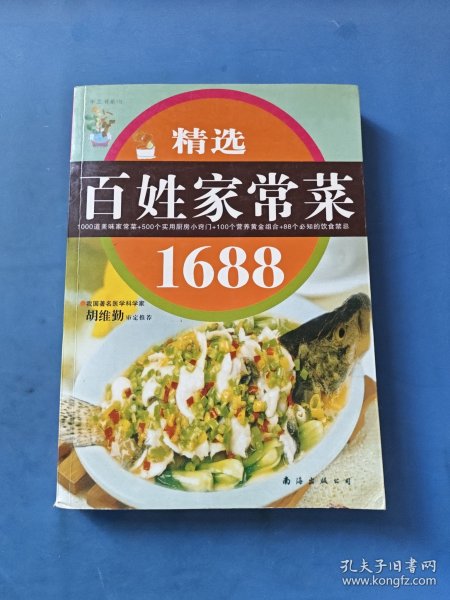 精选
百姓家常菜
1000道美味家常菜+500个实用厨房小窍门+100个营养黄金组合+88个必知的饮食禁忌
1688
我国著名医学科学家
胡维勤审定推荐
南海出版公司
孔夫子旧书网
www.kongfz.com